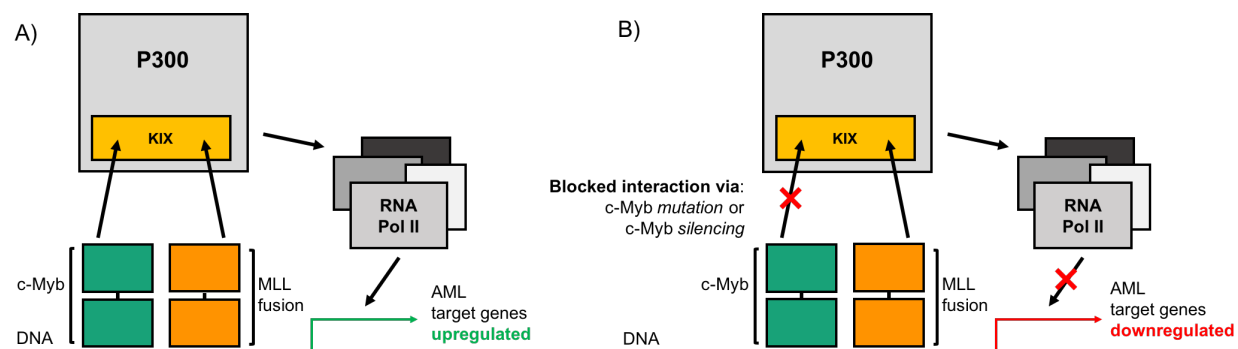 A)
P300
KIX
RNA
Pol II
c-Myb
MLL
fusion
DNA
AML
target genes
upregulated
B)
P300
KIX
Blocked interaction via:
c-Myb mutation or
c-Myb silencing
RNA
Pol II
c-Myb
MLL
fusion
DNA
AML
target genes
downregulated